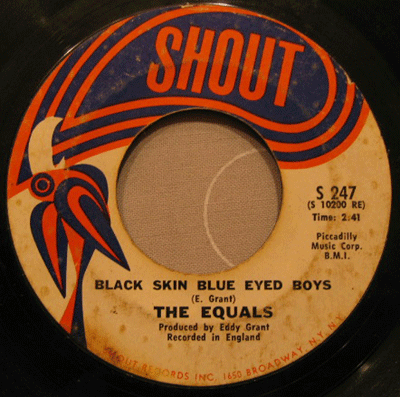 SHOUT
S 247
(S 10200 RE)
Time: 2:41
Piccadilly
Music Corp.
B.M.I.
BLACK SKIN BLUE EYED BOYS
(E. Grant)
THE EQUALS
Produced by Eddy Grant
Recorded in England
SHOUT RECORDS INC. 1650 BROADWAY, N.Y., N.Y.